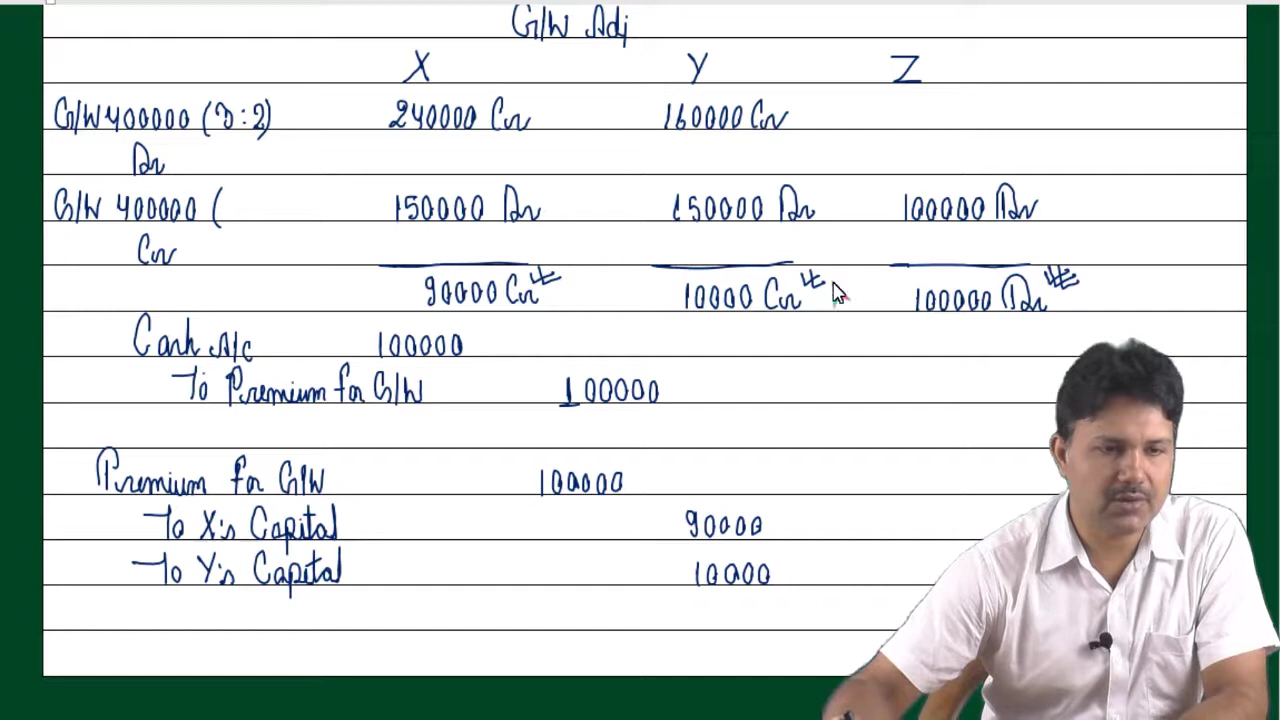 G/W Adj
X Y Z
G/W 400000 (3:2) 240000 Cr 160000 Cr
Dr
G/W 400000 ( 150000 Dr 150000 Dr 100000 Dr
Cr
90000 Cr 10000 Cr 100000 Dr
Cash A/C 100000
To Premium for G/W 100000
Premium for G/W 100000
To X's Capital 90000
To Y's Capital 10000